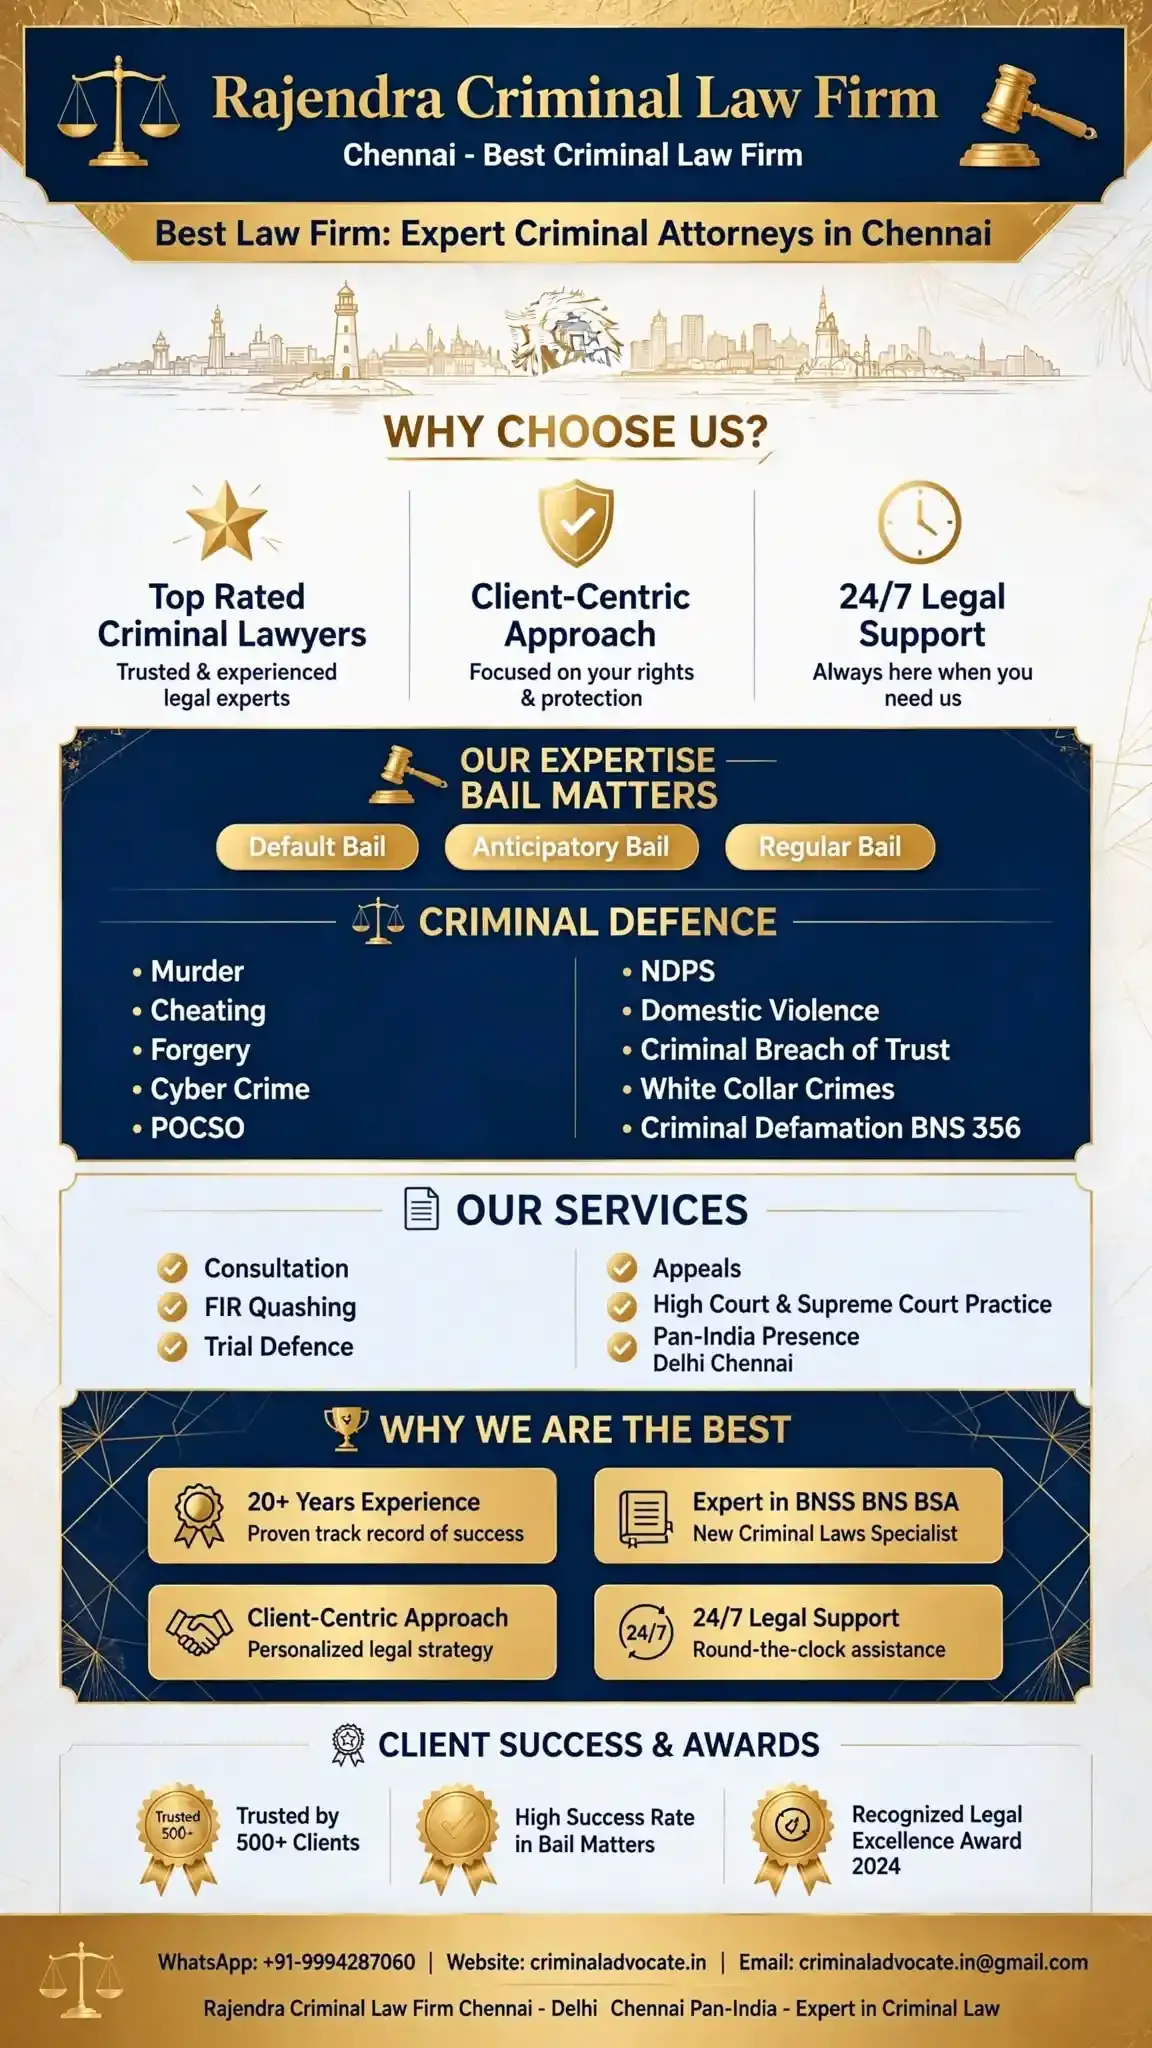 Rajendra Criminal Law Firm
Chennai - Best Criminal Law Firm
Best Law Firm: Expert Criminal Attorneys in Chennai
WHY CHOOSE US?
Top Rated
Criminal Lawyers
Trusted & experienced
legal experts
Client-Centric
Approach
Focused on your rights
& protection
24/7 Legal
Support
Always here when you
need us
OUR EXPERTISE
BAIL MATTERS
Default Bail
Anticipatory Bail
Regular Bail
CRIMINAL DEFENCE
• Murder
• Cheating
• Forgery
• Cyber Crime
• POCSO
• NDPS
• Domestic Violence
• Criminal Breach of Trust
• White Collar Crimes
• Criminal Defamation BNS 356
OUR SERVICES
Consultation
FIR Quashing
Trial Defence
Appeals
High Court & Supreme Court Practice
Pan-India Presence
Delhi Chennai
WHY WE ARE THE BEST
20+ Years Experience
Proven track record of success
Expert in BNSS BNS BSA
New Criminal Laws Specialist
Client-Centric Approach
Personalized legal strategy
24/7
24/7 Legal Support
Round-the-clock assistance
CLIENT SUCCESS & AWARDS
Trusted
500+
Trusted by
500+ Clients
High Success Rate
in Bail Matters
Recognized Legal
Excellence Award
2024
WhatsApp: +91-9994287060 | Website: criminaladvocate.in | Email: criminaladvocate.in@gmail.com
Rajendra Criminal Law Firm Chennai - Delhi Chennai Pan-India - Expert in Criminal Law